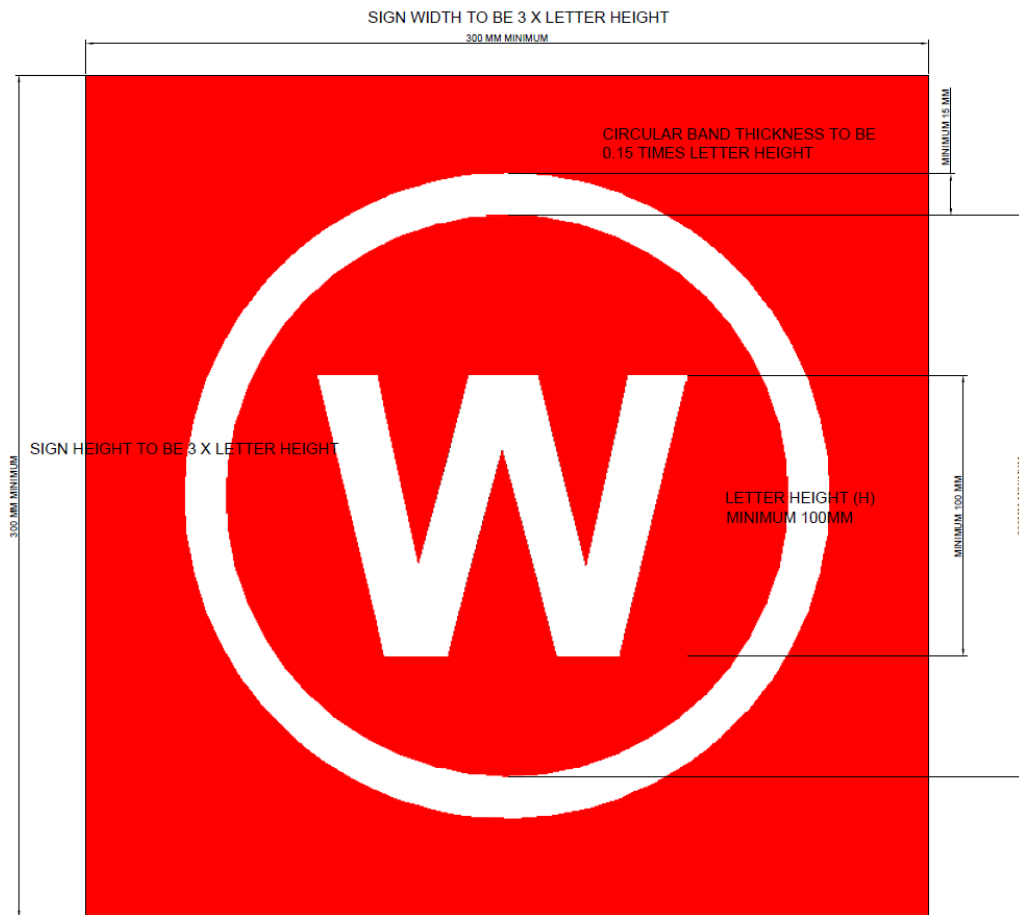 SIGN WIDTH TO BE 3 X LETTER HEIGHT
300 MM MINIMUM
MINIMUM 15 MM
CIRCULAR BAND THICKNESS TO BE
0.15 TIMES LETTER HEIGHT
W
SIGN HEIGHT TO BE 3 X LETTER HEIGHT
300 MM MINIMUM
LETTER HEIGHT (H)
MINIMUM 100MM
MINIMUM 100 MM